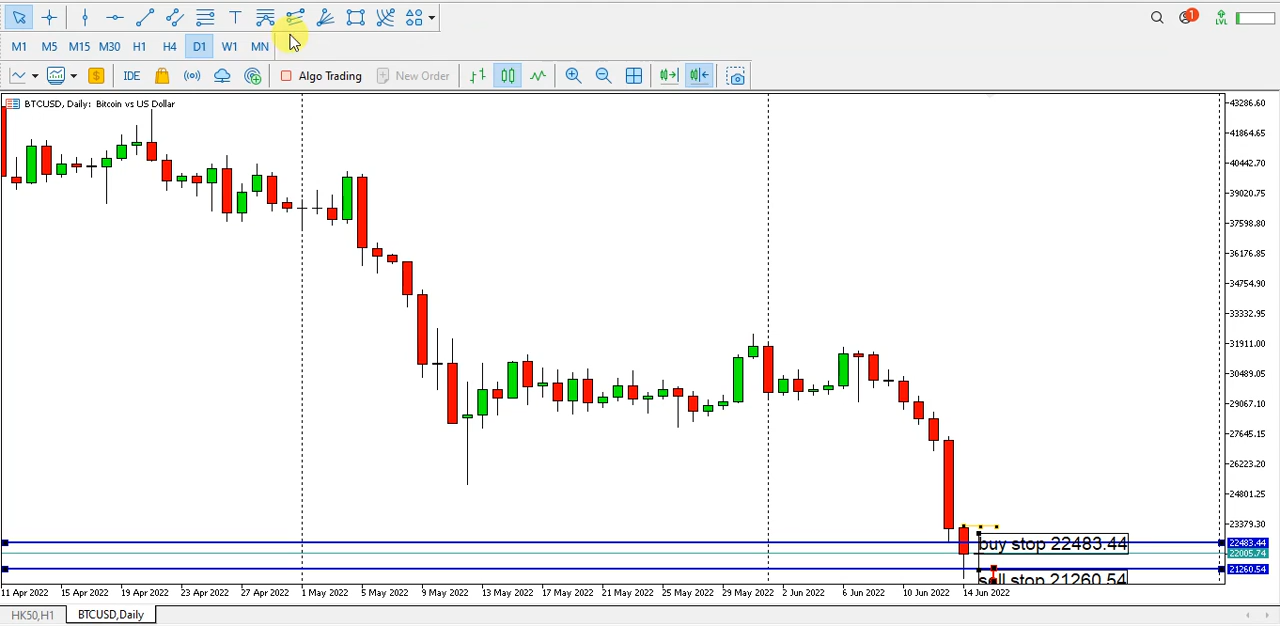 T
1
LVL
M1 M5 M15 M30 H1 H4 D1 W1 MN
$ IDE Algo Trading New Order
BTCUSD, Daily: Bitcoin vs US Dollar
43286.60
41864.65
40442.70
39020.75
37598.80
36176.85
34754.90
33332.95
31911.00
30489.05
29067.10
27645.15
26223.20
24801.25
23379.30
buy stop 22483.44
22483.44
22005.74
21260.54
sell stop 21260.54
11 Apr 2022 15 Apr 2022 19 Apr 2022 23 Apr 2022 27 Apr 2022 1 May 2022 5 May 2022 9 May 2022 13 May 2022 17 May 2022 21 May 2022 25 May 2022 29 May 2022 2 Jun 2022 6 Jun 2022 10 Jun 2022 14 Jun 2022
HK50,H1 BTCUSD,Daily